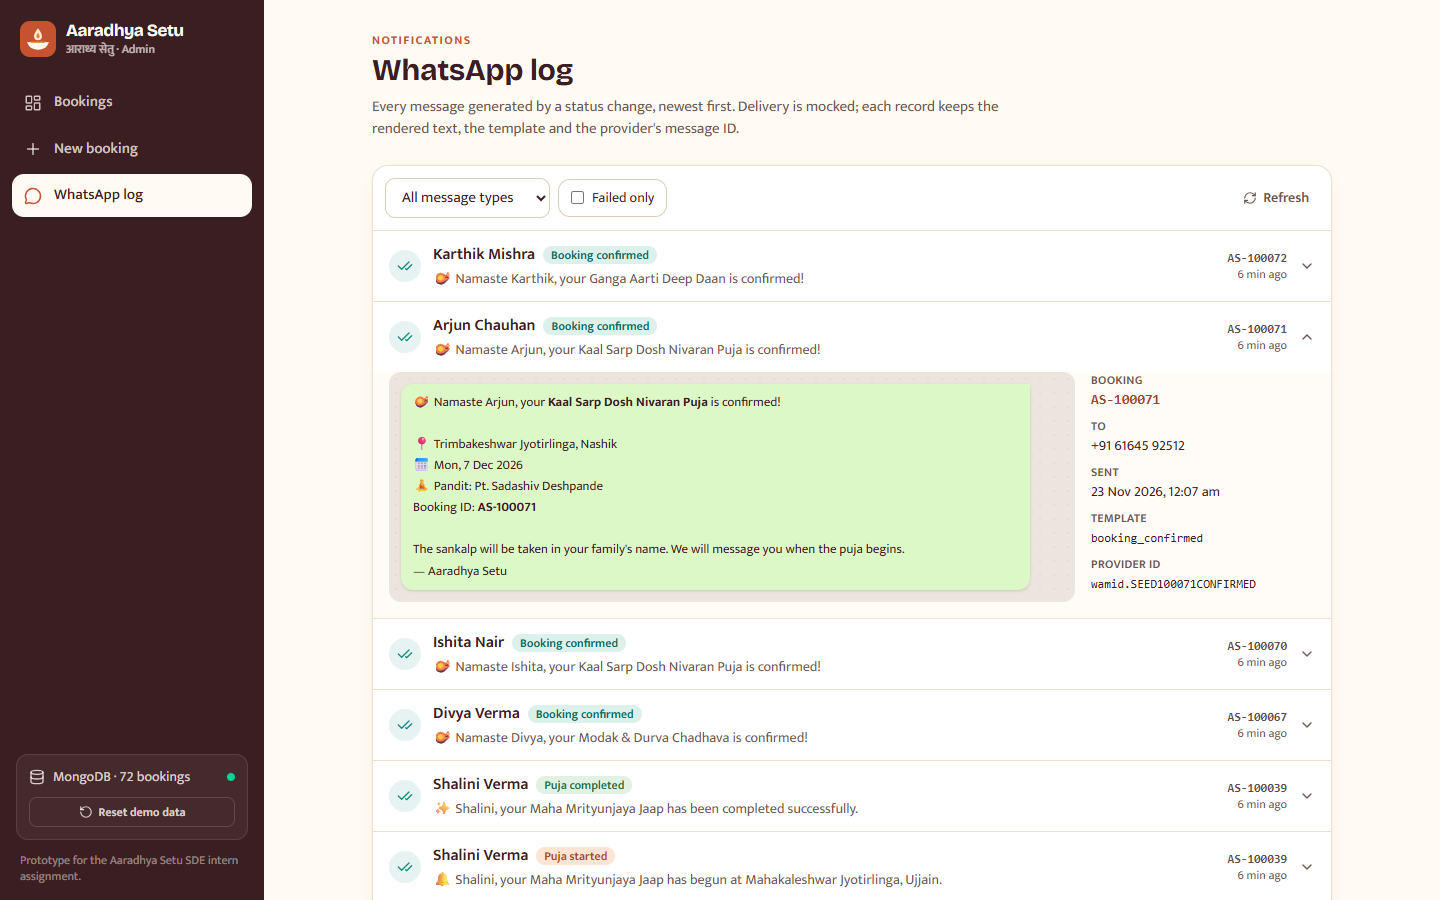 Aaradhya Setu
आराध्य सेतु · Admin
Bookings
New booking
WhatsApp log
MongoDB · 72 bookings
Reset demo data
Prototype for the Aaradhya Setu SDE intern
assignment.
NOTIFICATIONS
WhatsApp log
Every message generated by a status change, newest first. Delivery is mocked; each record keeps the
rendered text, the template and the provider's message ID.
All message types
Failed only
Refresh
Karthik Mishra Booking confirmed
Namaste Karthik, your Ganga Aarti Deep Daan is confirmed!
AS-100072
6 min ago
Arjun Chauhan Booking confirmed
Namaste Arjun, your Kaal Sarp Dosh Nivaran Puja is confirmed!
AS-100071
6 min ago
Namaste Arjun, your Kaal Sarp Dosh Nivaran Puja is confirmed!
Trimbakeshwar Jyotirlinga, Nashik
Mon, 7 Dec 2026
Pandit: Pt. Sadashiv Deshpande
Booking ID: AS-100071
The sankalp will be taken in your family's name. We will message you when the puja begins.
— Aaradhya Setu
BOOKING
AS-100071
TO
+91 61645 92512
SENT
23 Nov 2026, 12:07 am
TEMPLATE
booking_confirmed
PROVIDER ID
wamid.SEED100071CONFIRMED
Ishita Nair Booking confirmed
Namaste Ishita, your Kaal Sarp Dosh Nivaran Puja is confirmed!
AS-100070
6 min ago
Divya Verma Booking confirmed
Namaste Divya, your Modak & Durva Chadhava is confirmed!
AS-100067
6 min ago
Shalini Verma Puja completed
Shalini, your Maha Mrityunjaya Jaap has been completed successfully.
AS-100039
6 min ago
Shalini Verma Puja started
Shalini, your Maha Mrityunjaya Jaap has begun at Mahakaleshwar Jyotirlinga, Ujjain.
AS-100039
6 min ago